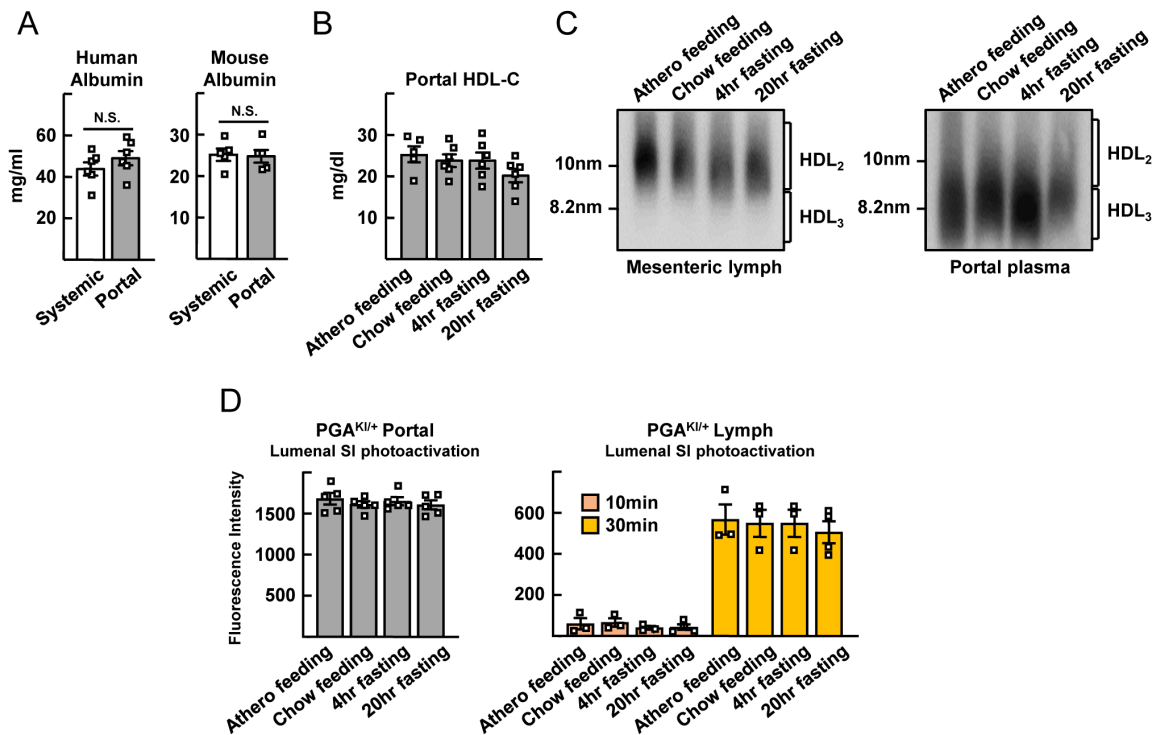 A
Human
Albumin
N.S.
mg/ml
60
40
20
Systemic
Portal
Mouse
Albumin
N.S.
30
20
10
Systemic
Portal
B
Portal HDL-C
mg/dl
30
20
10
Athero feeding
Chow feeding
4hr fasting
20hr fasting
C
Athero feeding
Chow feeding
4hr fasting
20hr fasting
10nm
8.2nm
HDL₂
HDL₃
Mesenteric lymph
Athero feeding
Chow feeding
4hr fasting
20hr fasting
10nm
8.2nm
HDL₂
HDL₃
Portal plasma
D
PGAᴷᴵ/⁺ Portal
Lumenal SI photoactivation
Fluorescence Intensity
1500
1000
500
Athero feeding
Chow feeding
4hr fasting
20hr fasting
PGAᴷᴵ/⁺ Lymph
Lumenal SI photoactivation
10min
30min
600
400
200
Athero feeding
Chow feeding
4hr fasting
20hr fasting
Athero feeding
Chow feeding
4hr fasting
20hr fasting